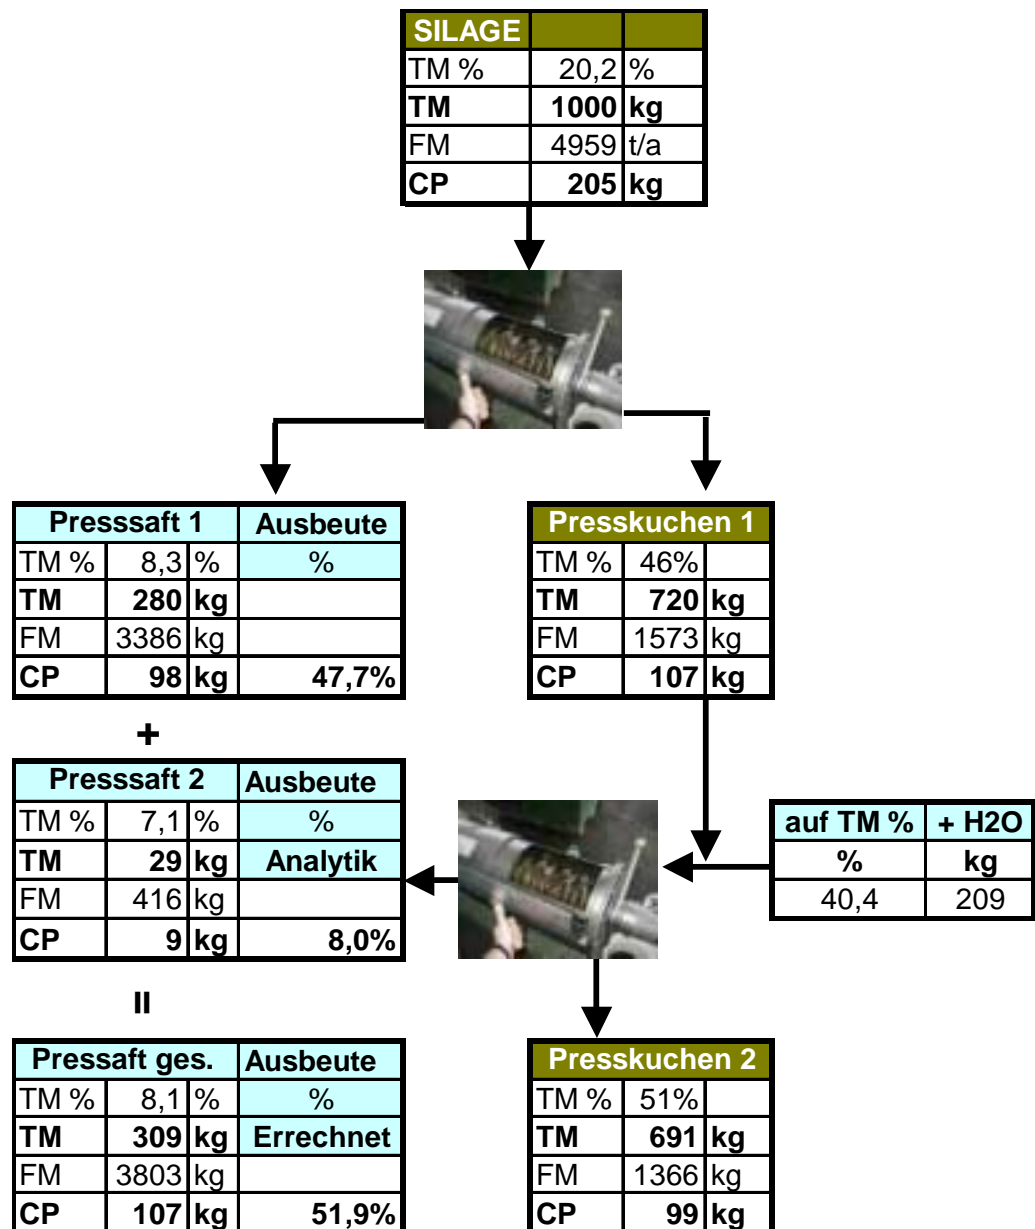 SILAGE
TM % 20,2 %
TM 1000 kg
FM 4959 t/a
CP 205 kg
Presssaft 1 Ausbeute
TM % 8,3 % %
TM 280 kg
FM 3386 kg
CP 98 kg 47,7%
Presskuchen 1
TM % 46%
TM 720 kg
FM 1573 kg
CP 107 kg
+
Presssaft 2 Ausbeute
TM % 7,1 % %
TM 29 kg Analytik
FM 416 kg
CP 9 kg 8,0%
auf TM % + H2O
% kg
40,4 209
=
Pressaft ges. Ausbeute
TM % 8,1 % %
TM 309 kg Errechnet
FM 3803 kg
CP 107 kg 51,9%
Presskuchen 2
TM % 51%
TM 691 kg
FM 1366 kg
CP 99 kg